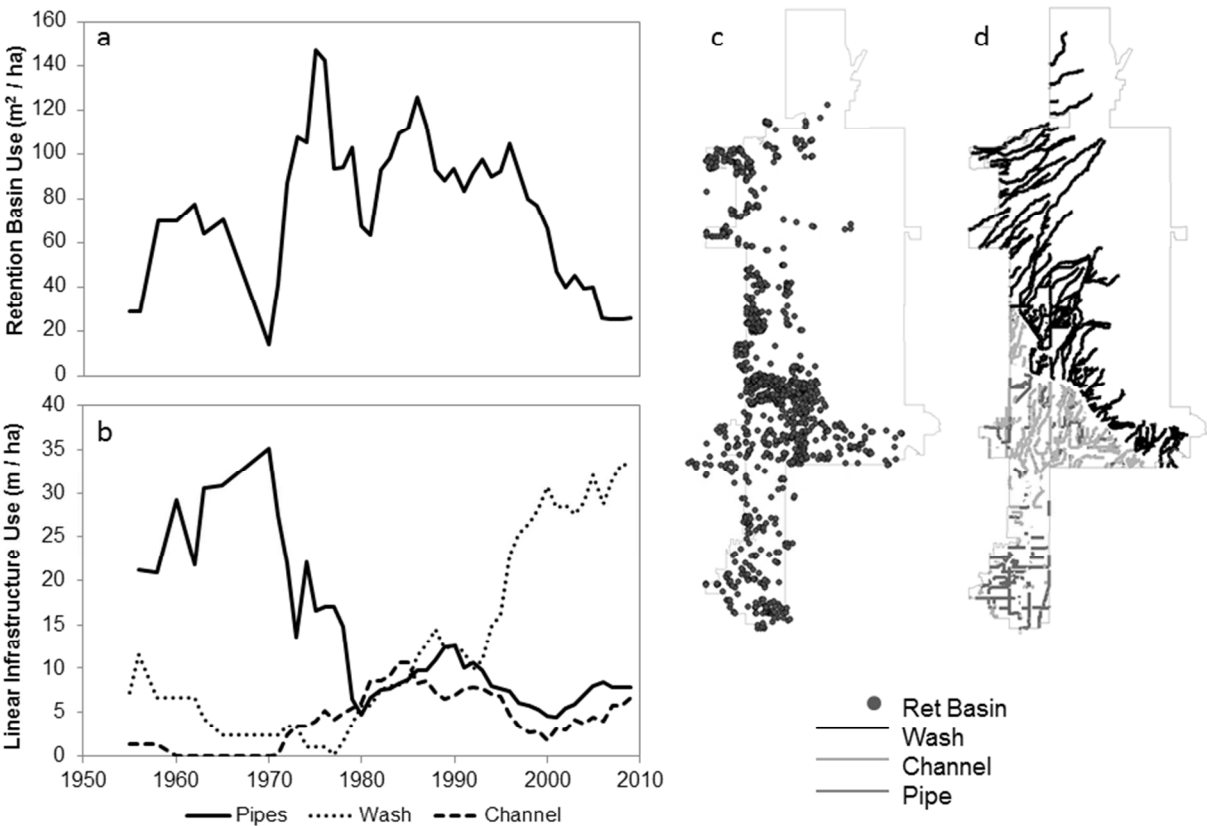 a
Retention Basin Use (m² / ha)
160
140
120
100
80
60
40
20
0
b
Linear Infrastructure Use (m / ha)
40
35
30
25
20
15
10
5
0
1950 1960 1970 1980 1990 2000 2010
Pipes Wash Channel
c
d
Ret Basin
Wash
Channel
Pipe